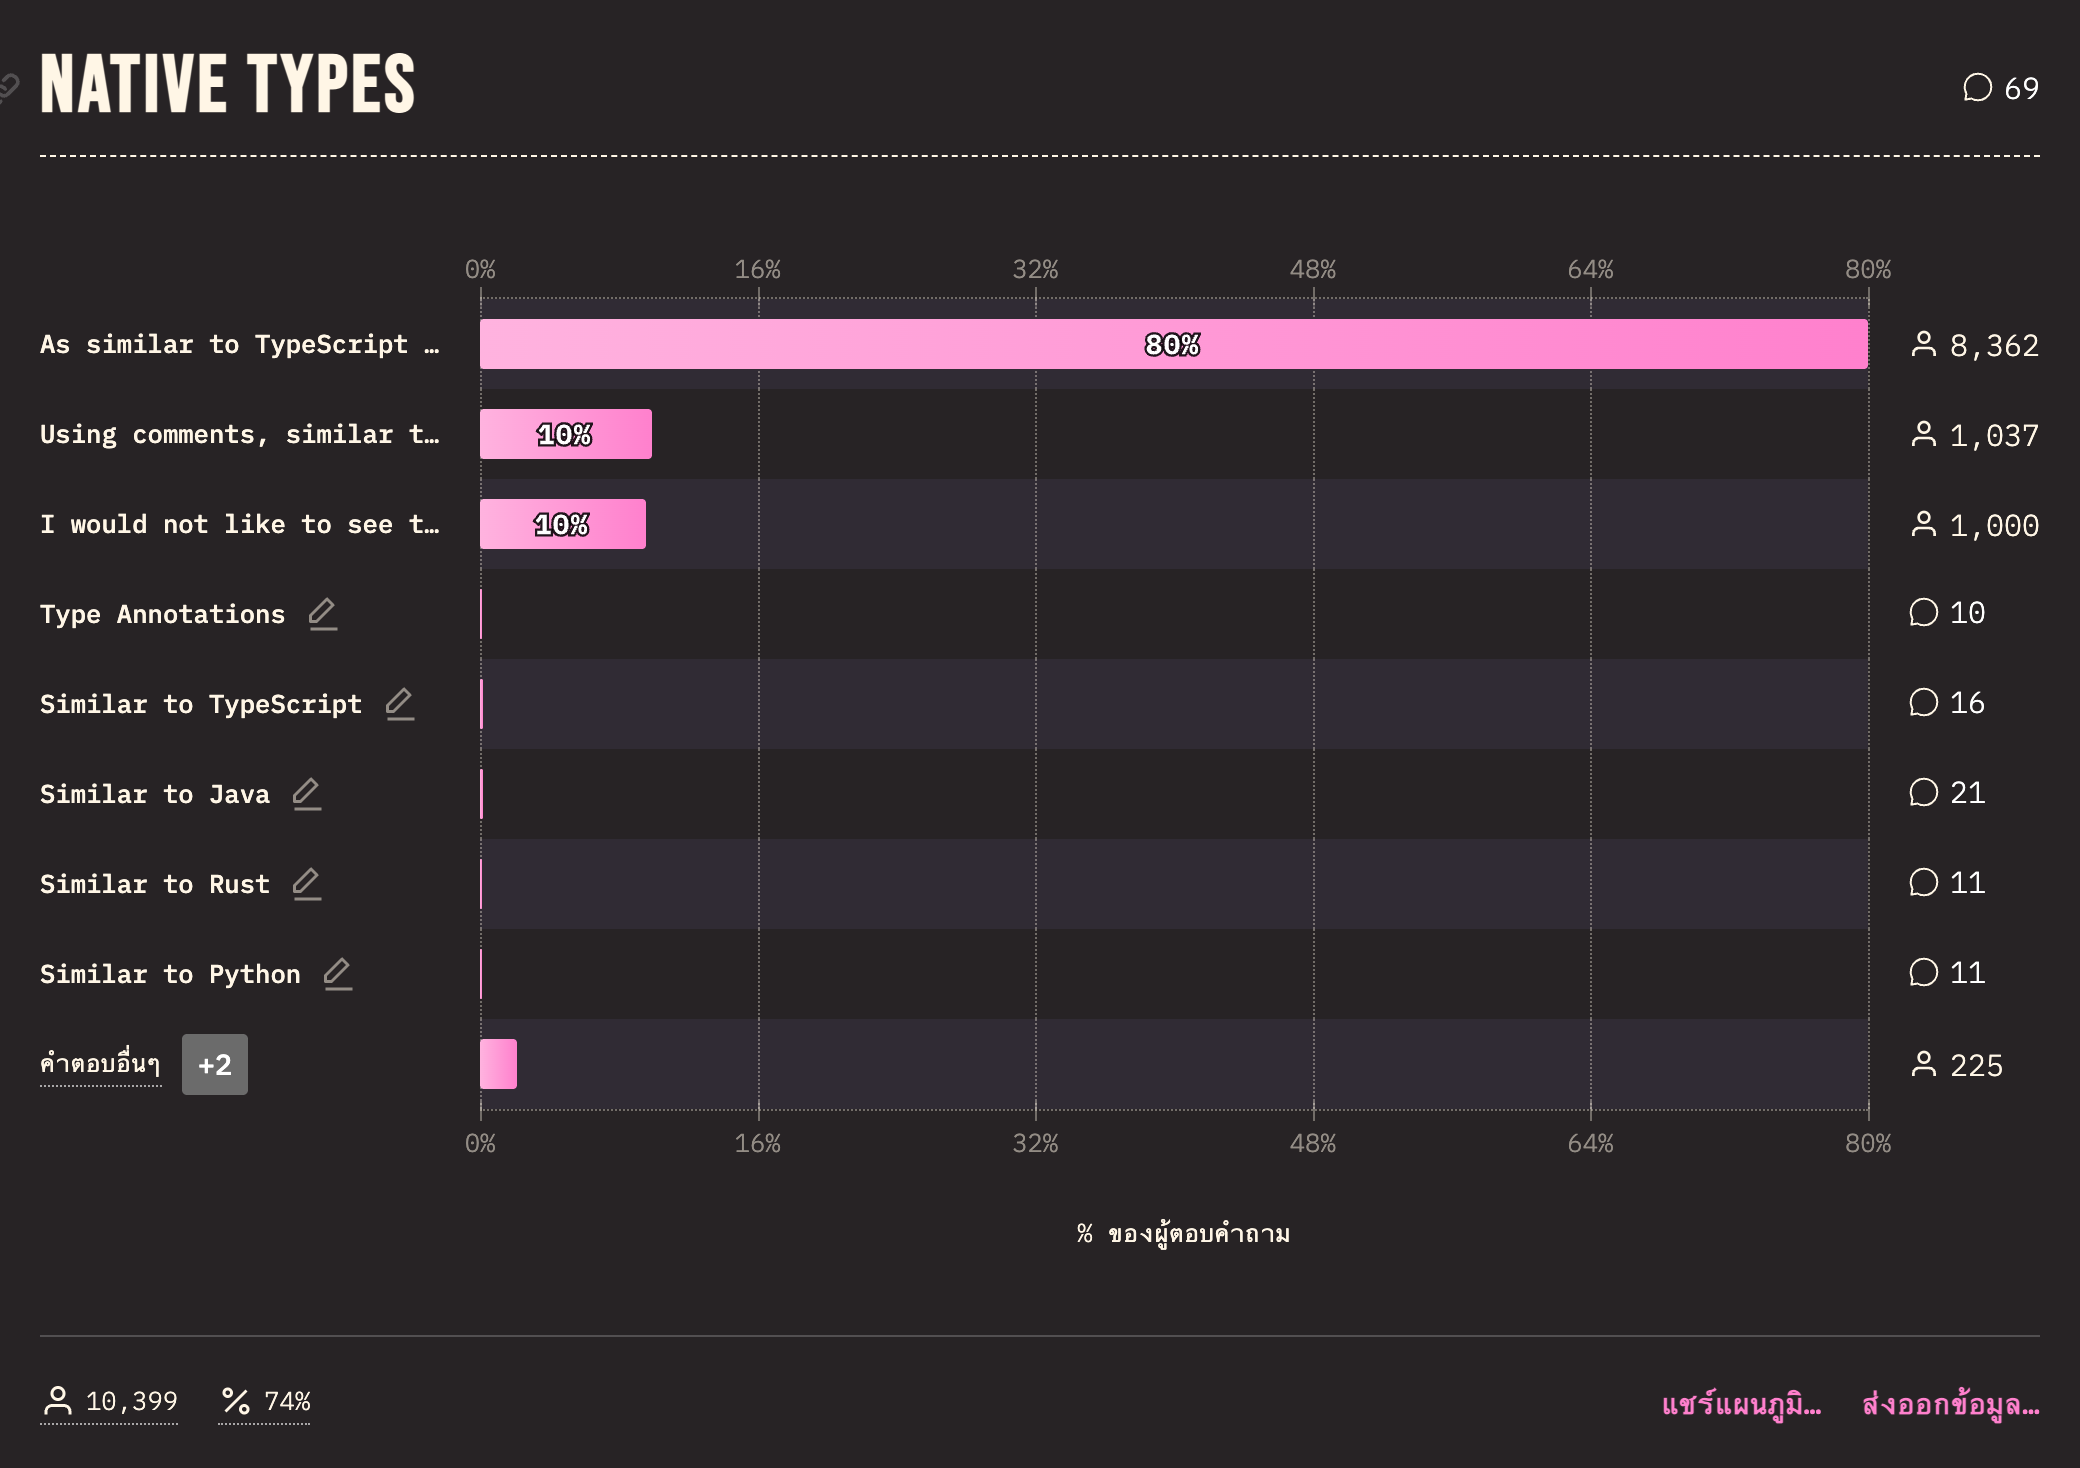 NATIVE TYPES
69
0% 16% 32% 48% 64% 80%
As similar to TypeScript … 80% 8,362
Using comments, similar t… 10% 1,037
I would not like to see t… 10% 1,000
Type Annotations 10
Similar to TypeScript 16
Similar to Java 21
Similar to Rust 11
Similar to Python 11
คำตอบอื่นๆ +2 225
0% 16% 32% 48% 64% 80%
% ของผู้ตอบคำถาม
10,399 % 74% แชร์แผนภูมิ… ส่งออกข้อมูล…